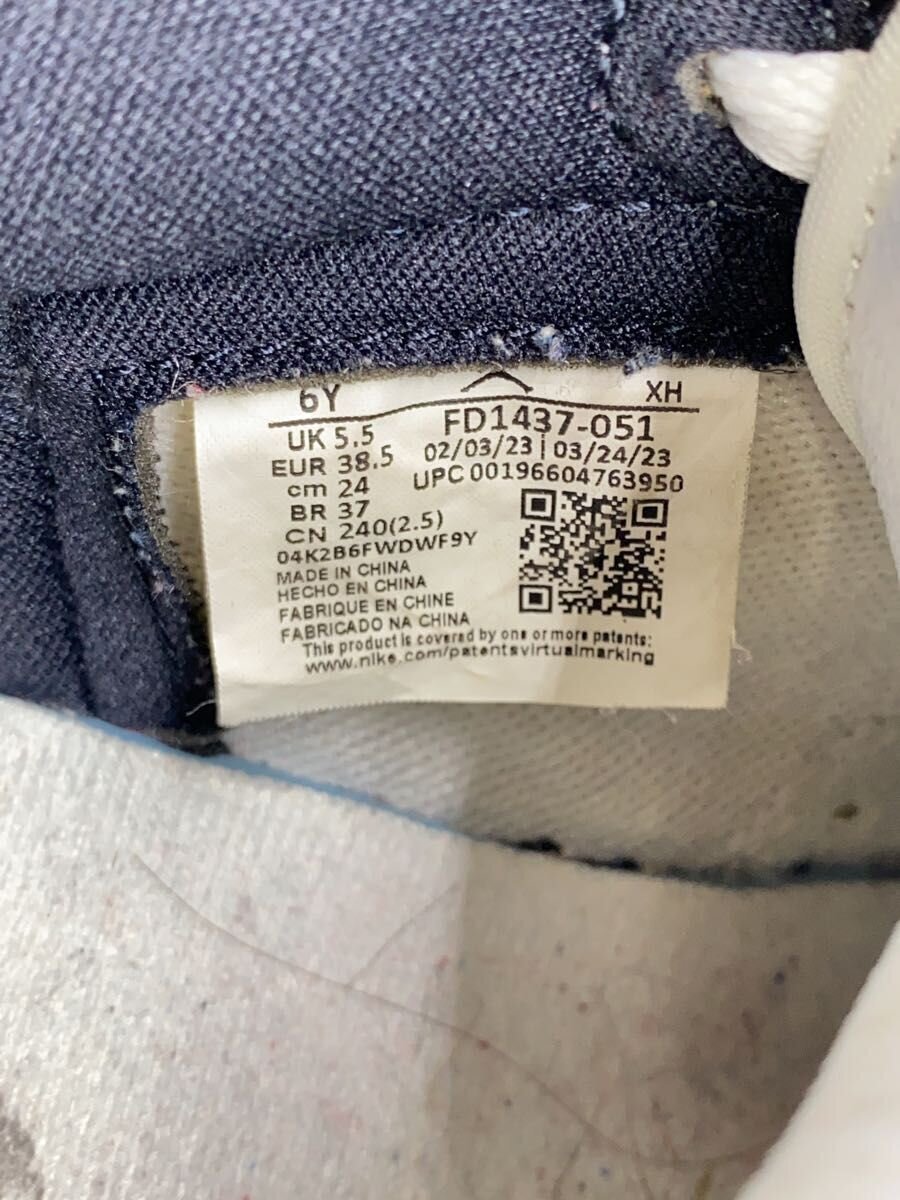 6Y XH
UK 5.5
EUR 38.5
cm 24
BR 37
CN 240(2.5)
FD1437-051
02/03/23 | 03/24/23
UPC 00196604763950
04K2B6FWDWF9Y
MADE IN CHINA
HECHO EN CHINA
FABRIQUE EN CHINE
FABRICADO NA CHINA
This product is covered by one or more patents:
www.nike.com/patentsvirtualmarking